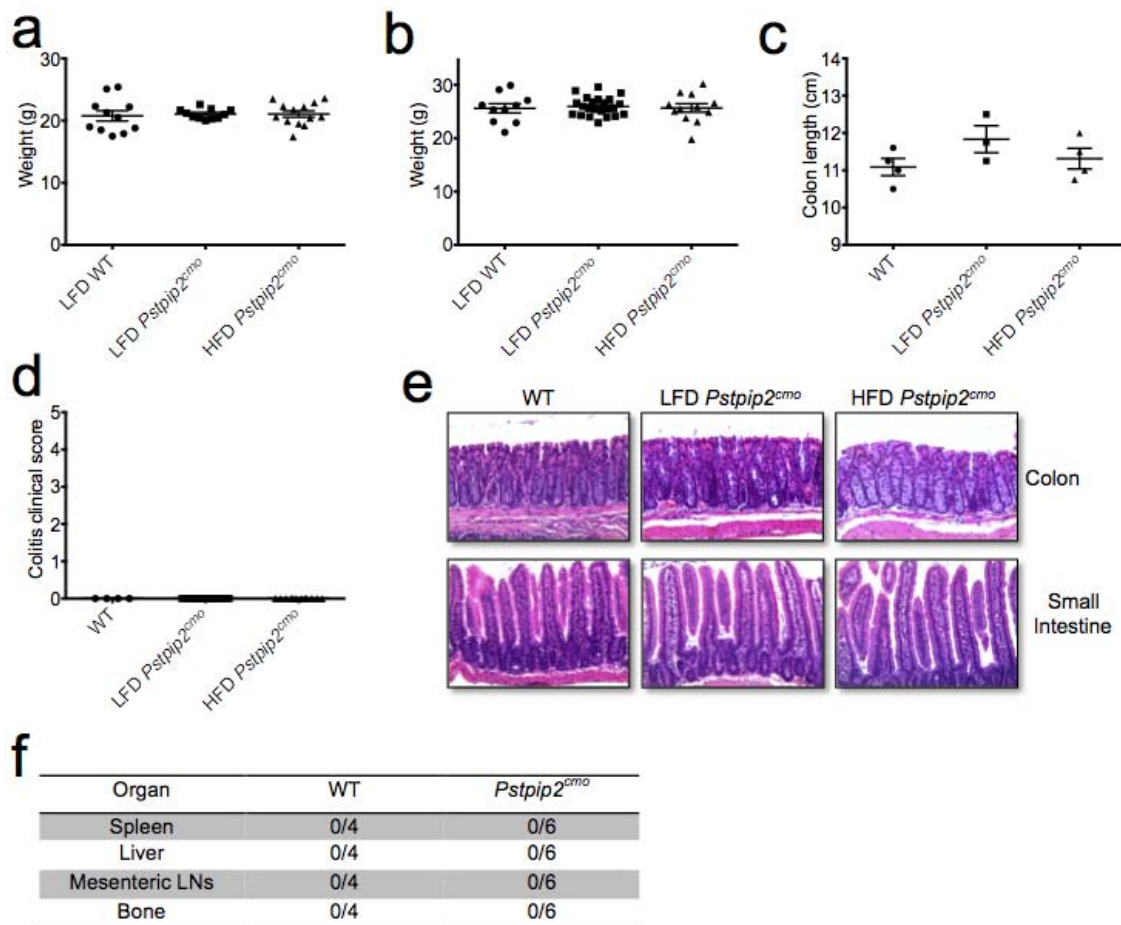 a
30
20
10
0
Weight (g)
LFD WT
LFD Pstpip2cmo
HFD Pstpip2cmo
b
30
20
10
0
Weight (g)
LFD WT
LFD Pstpip2cmo
HFD Pstpip2cmo
c
14
13
12
11
10
9
Colon length (cm)
WT
LFD Pstpip2cmo
HFD Pstpip2cmo
d
5
4
3
2
1
0
Colitis clinical score
WT
LFD Pstpip2cmo
HFD Pstpip2cmo
e
WT LFD Pstpip2cmo HFD Pstpip2cmo
Colon
Small
Intestine
f
Organ WT Pstpip2cmo
Spleen 0/4 0/6
Liver 0/4 0/6
Mesenteric LNs 0/4 0/6
Bone 0/4 0/6